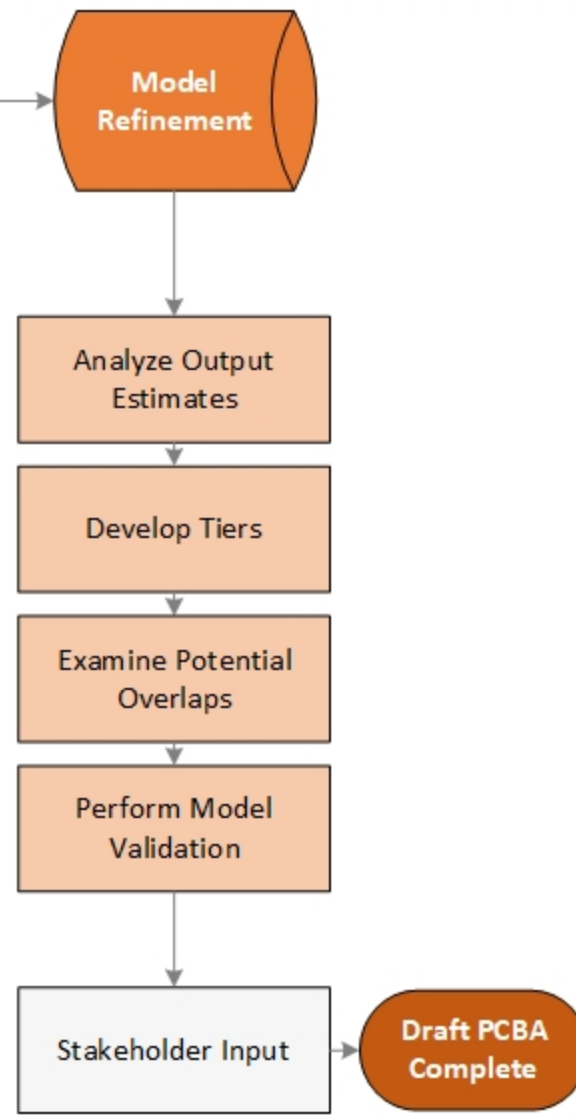 Model
Refinement
Analyze Output
Estimates
Develop Tiers
Examine Potential
Overlaps
Perform Model
Validation
Stakeholder Input
Draft PCBA
Complete